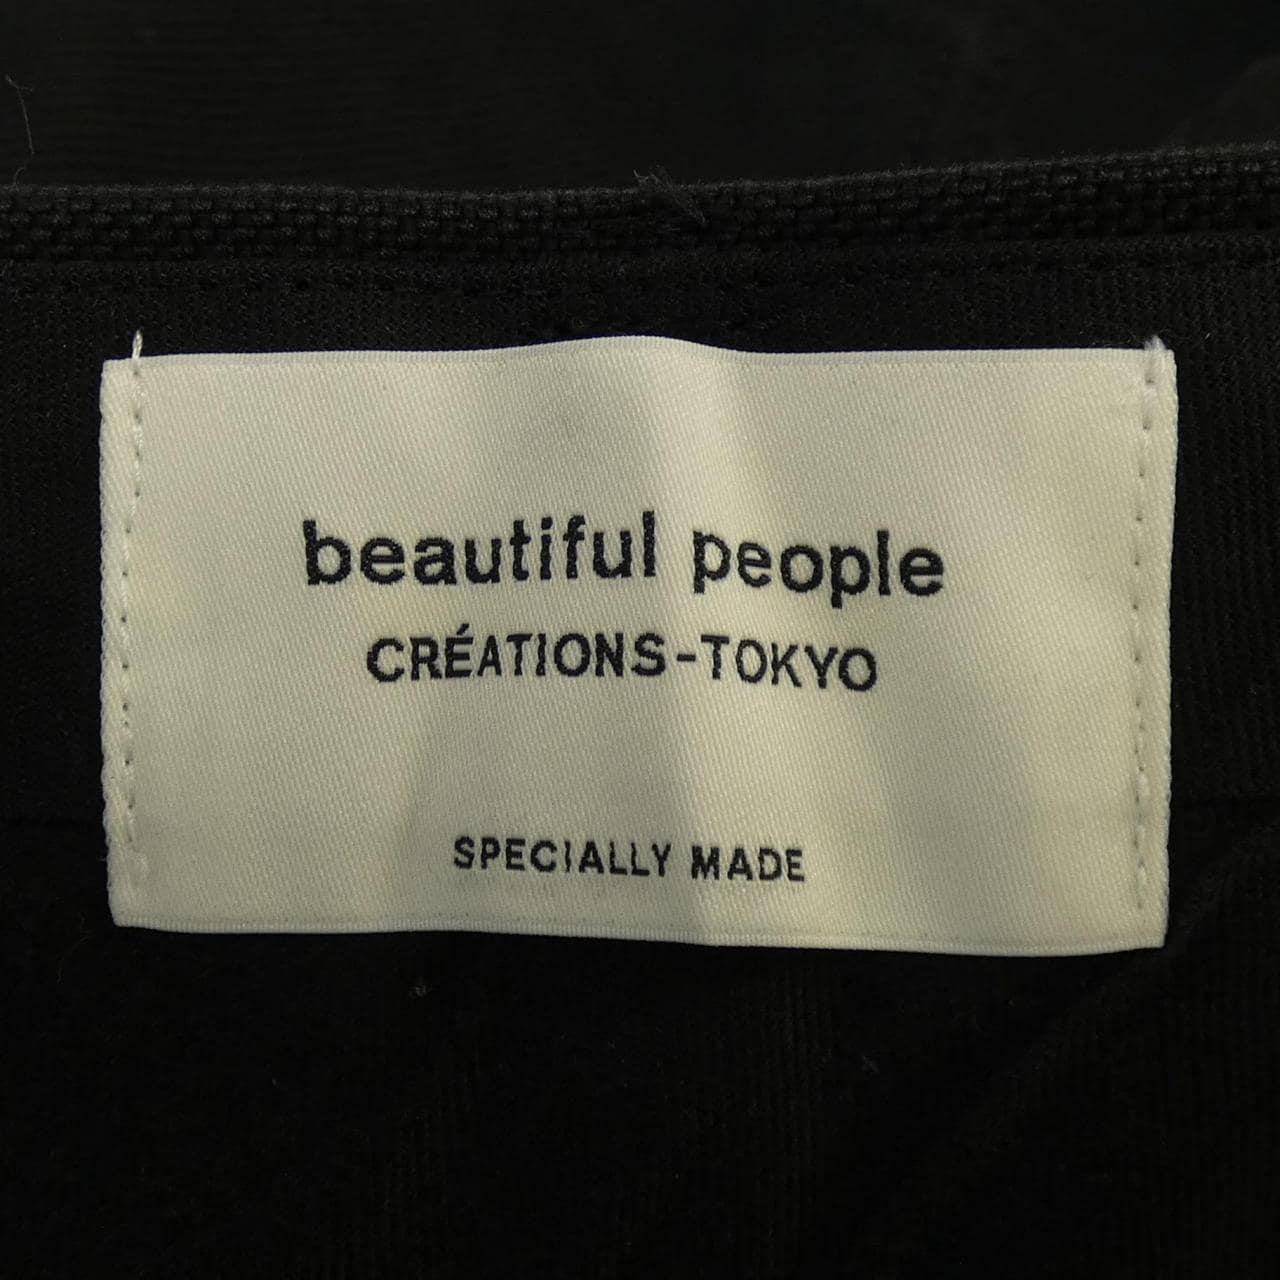 beautiful people
CRÉATIONS-TOKYO
SPECIALLY MADE